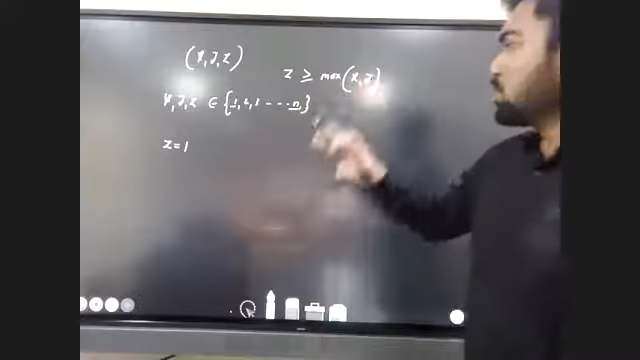 (x, y, z)
z ≥ max(x, y)
x, y, z ∈ {1, 2, 3 --- n}
z = 1